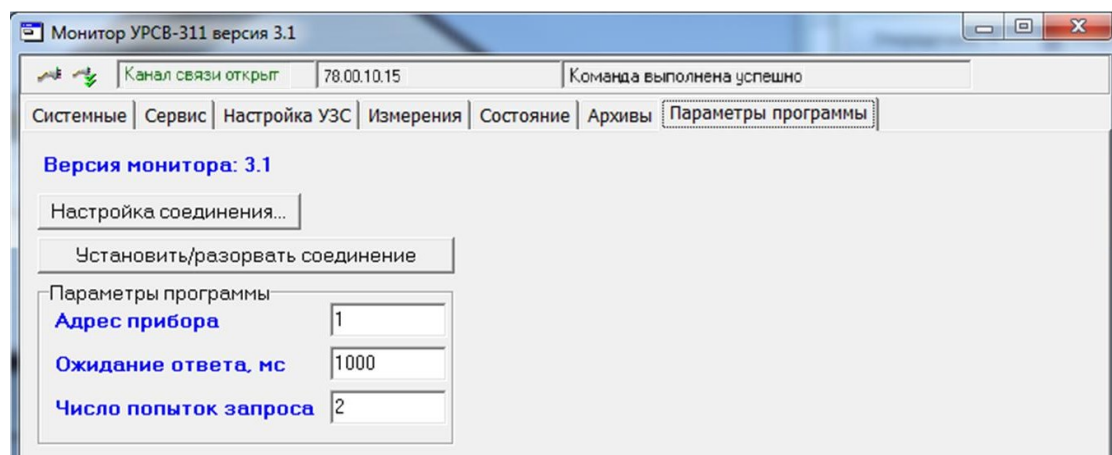 Монитор УРСВ-311 версия 3.1
Канал связи открыт 78.00.10.15 Команда выполнена успешно
Системные Сервис Настройка УЗС Измерения Состояние Архивы Параметры программы
Версия монитора: 3.1
Настройка соединения...
Установить/разорвать соединение
Параметры программы
Адрес прибора 1
Ожидание ответа, мс 1000
Число попыток запроса 2